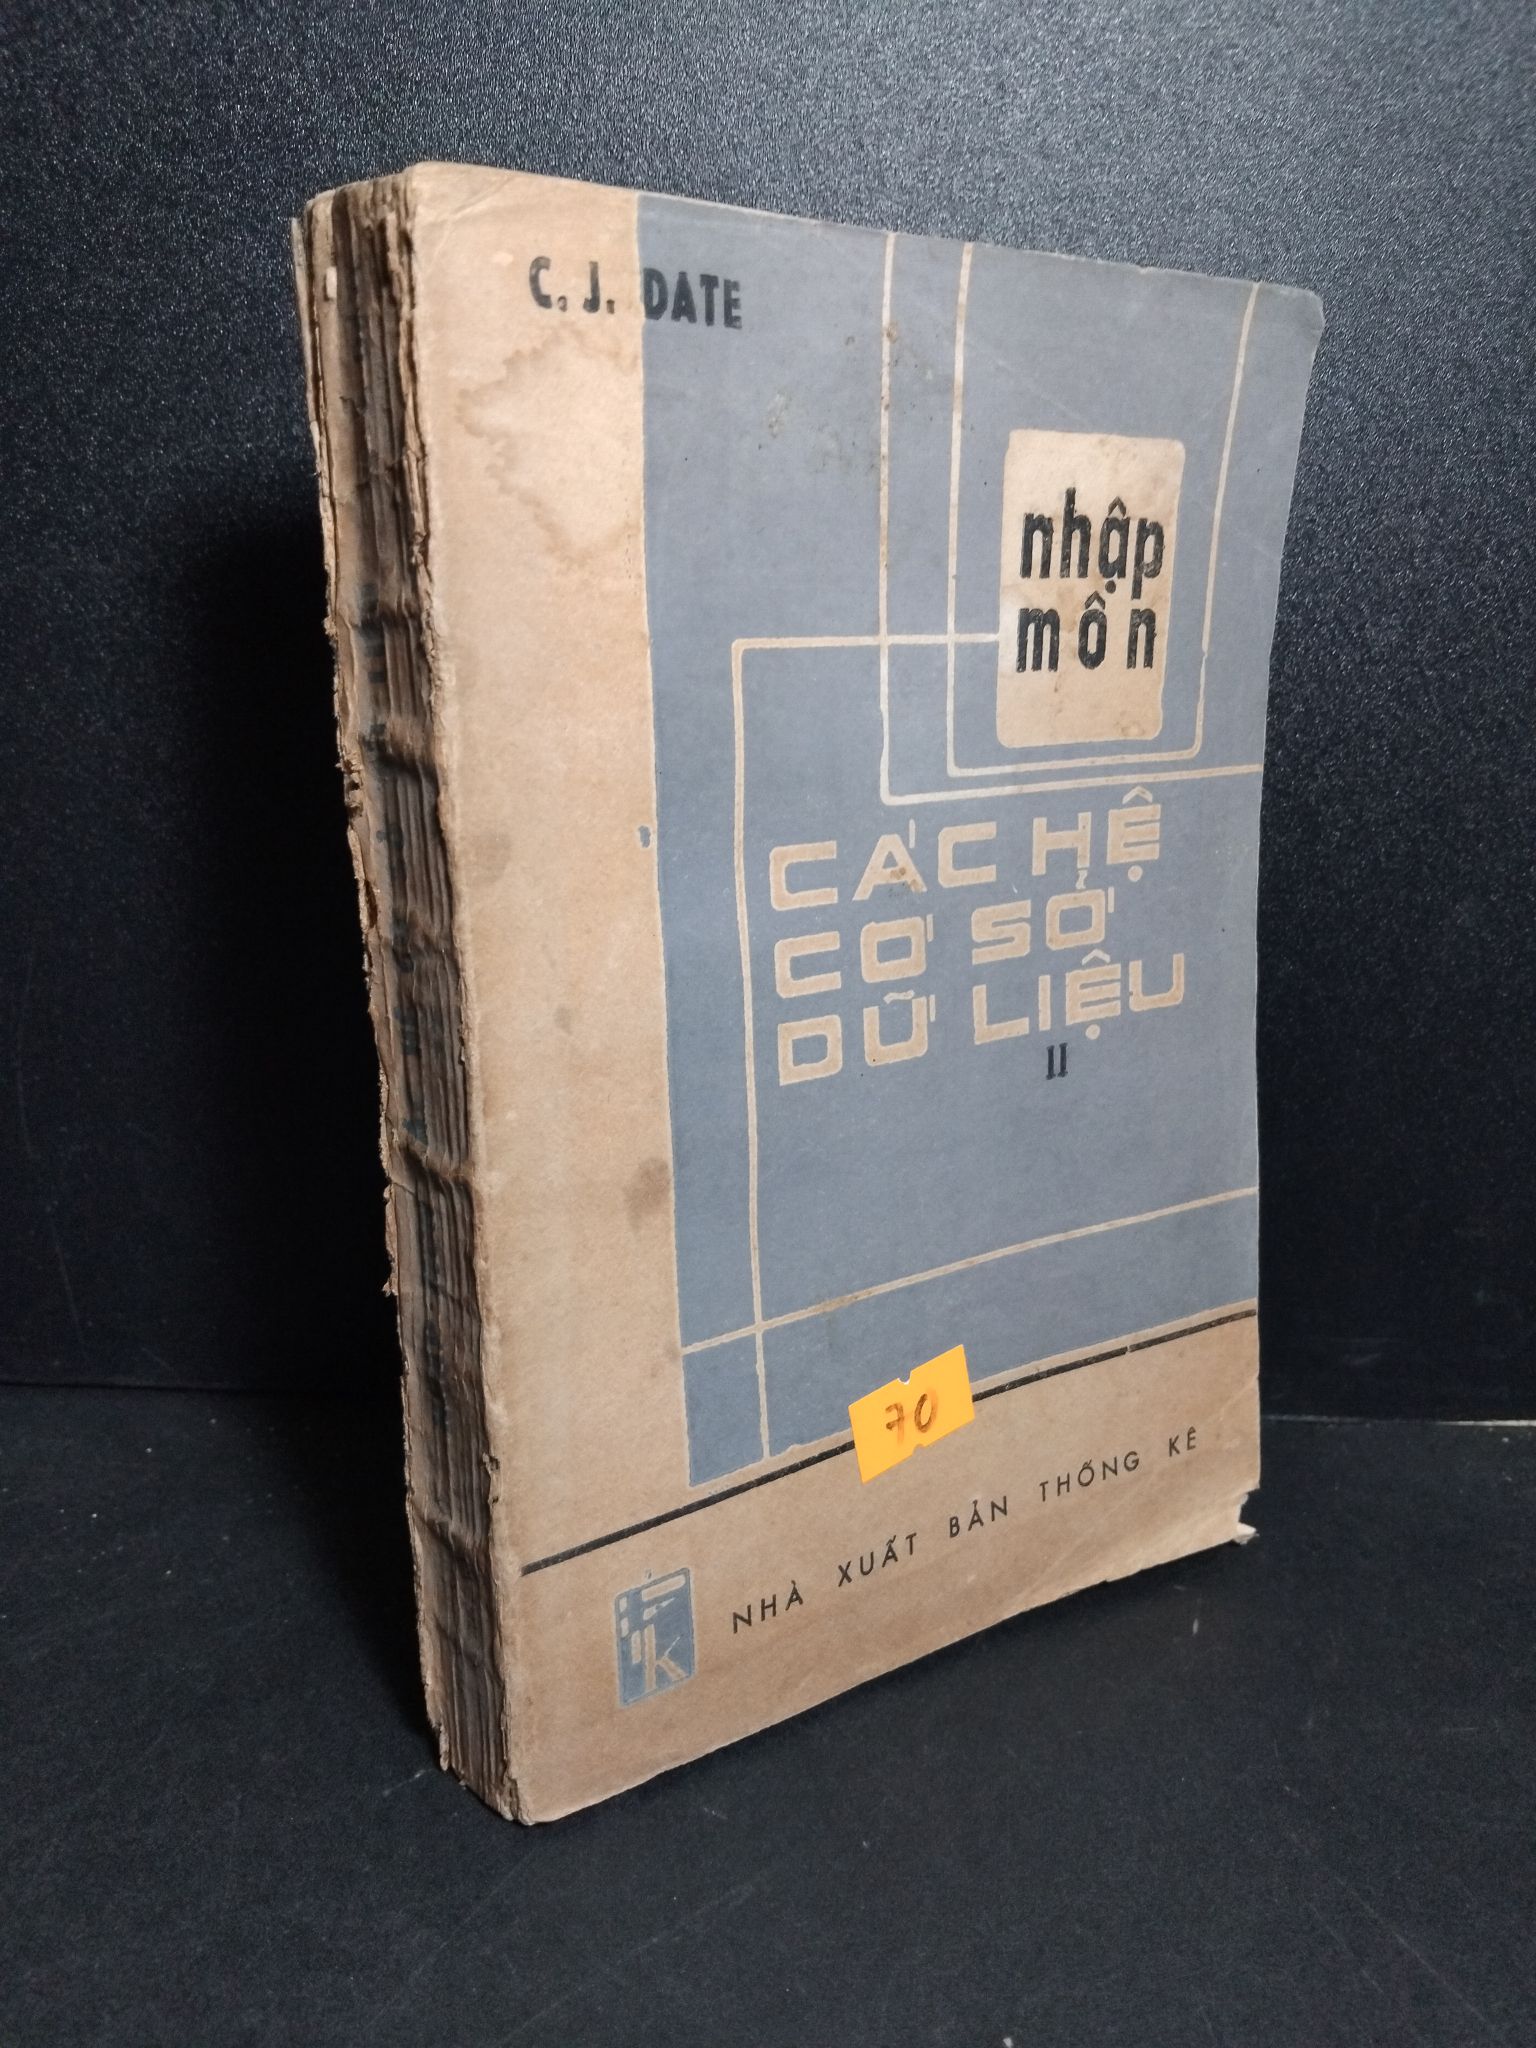 C. J. DATE
nhập
môn
CÁC HỆ
CƠ SỞ
DỮ LIỆU
II
70
NHÀ XUẤT BẢN THỐNG KÊ